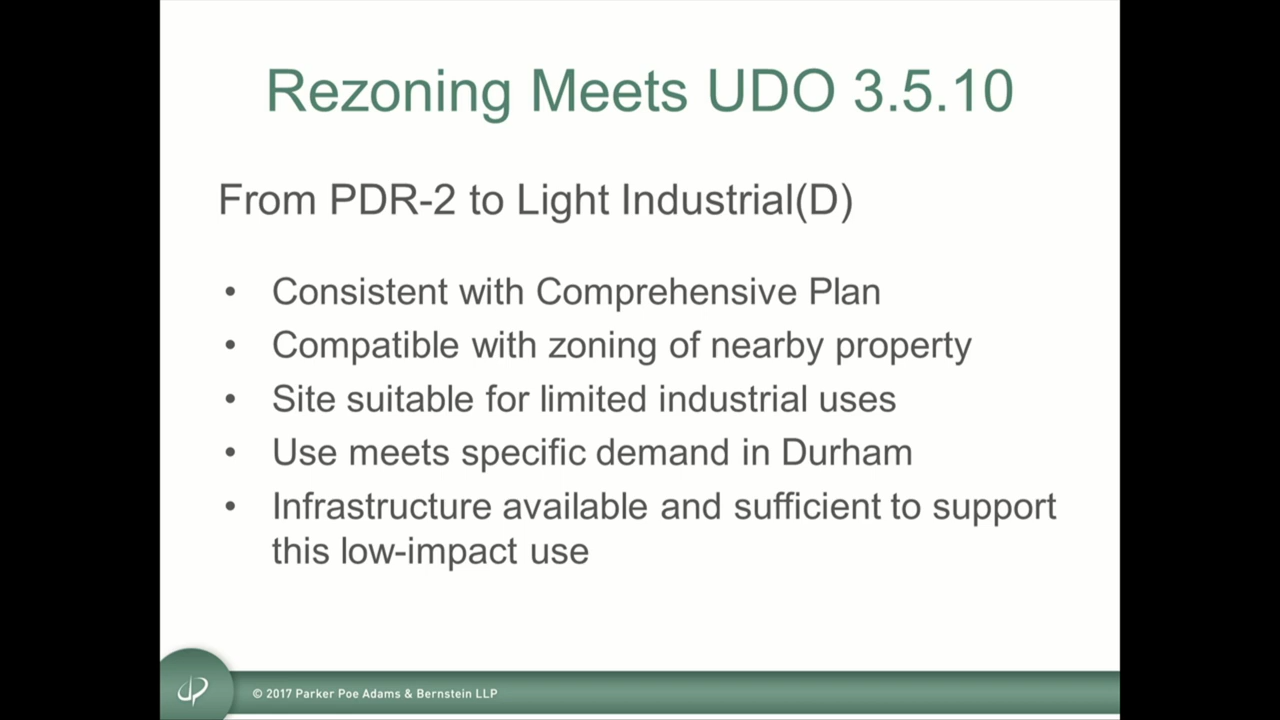 Rezoning Meets UDO 3.5.10
From PDR-2 to Light Industrial(D)
• Consistent with Comprehensive Plan
• Compatible with zoning of nearby property
• Site suitable for limited industrial uses
• Use meets specific demand in Durham
• Infrastructure available and sufficient to support
this low-impact use
© 2017 Parker Poe Adams & Bernstein LLP